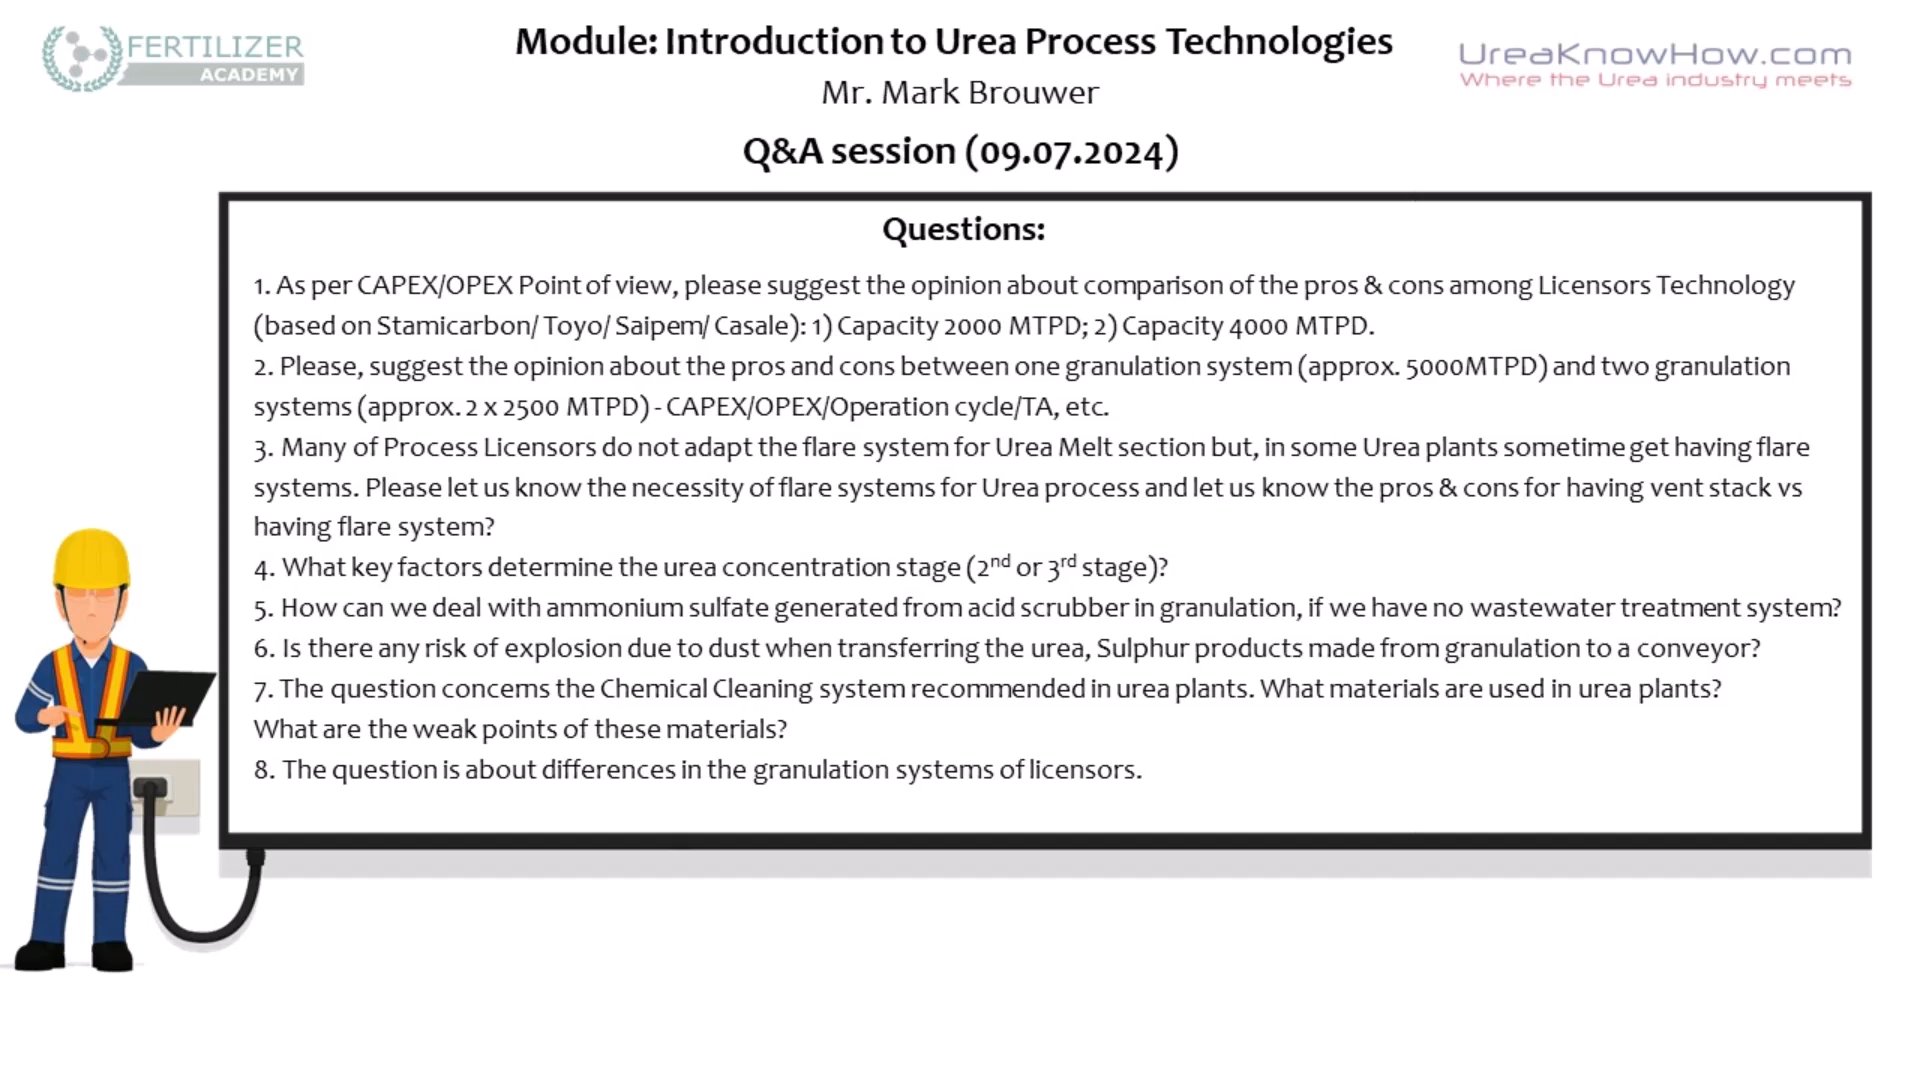 FERTILIZER
ACADEMY
Module: Introduction to Urea Process Technologies
Mr. Mark Brouwer
Q&A session (09.07.2024)
UreaKnowHow.com
Where the Urea industry meets
Questions:
1. As per CAPEX/OPEX Point of view, please suggest the opinion about comparison of the pros & cons among Licensors Technology
(based on Stamicarbon/ Toyo/ Saipem/ Casale): 1) Capacity 2000 MTPD; 2) Capacity 4000 MTPD.
2. Please, suggest the opinion about the pros and cons between one granulation system (approx. 5000MTPD) and two granulation
systems (approx. 2 x 2500 MTPD) - CAPEX/OPEX/Operation cycle/TA, etc.
3. Many of Process Licensors do not adapt the flare system for Urea Melt section but, in some Urea plants sometime get having flare
systems. Please let us know the necessity of flare systems for Urea process and let us know the pros & cons for having vent stack vs
having flare system?
4. What key factors determine the urea concentration stage (2nd or 3rd stage)?
5. How can we deal with ammonium sulfate generated from acid scrubber in granulation, if we have no wastewater treatment system?
6. Is there any risk of explosion due to dust when transferring the urea, Sulphur products made from granulation to a conveyor?
7. The question concerns the Chemical Cleaning system recommended in urea plants. What materials are used in urea plants?
What are the weak points of these materials?
8. The question is about differences in the granulation systems of licensors.